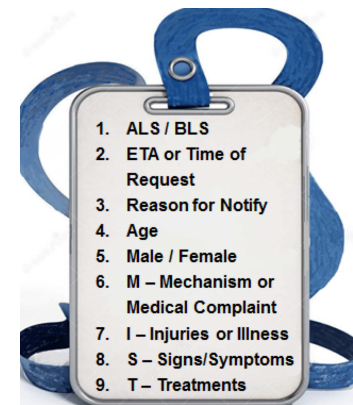 1. ALS / BLS
2. ETA or Time of
Request
3. Reason for Notify
4. Age
5. Male / Female
6. M – Mechanism or
Medical Complaint
7. I – Injuries or Illness
8. S – Signs/Symptoms
9. T – Treatments